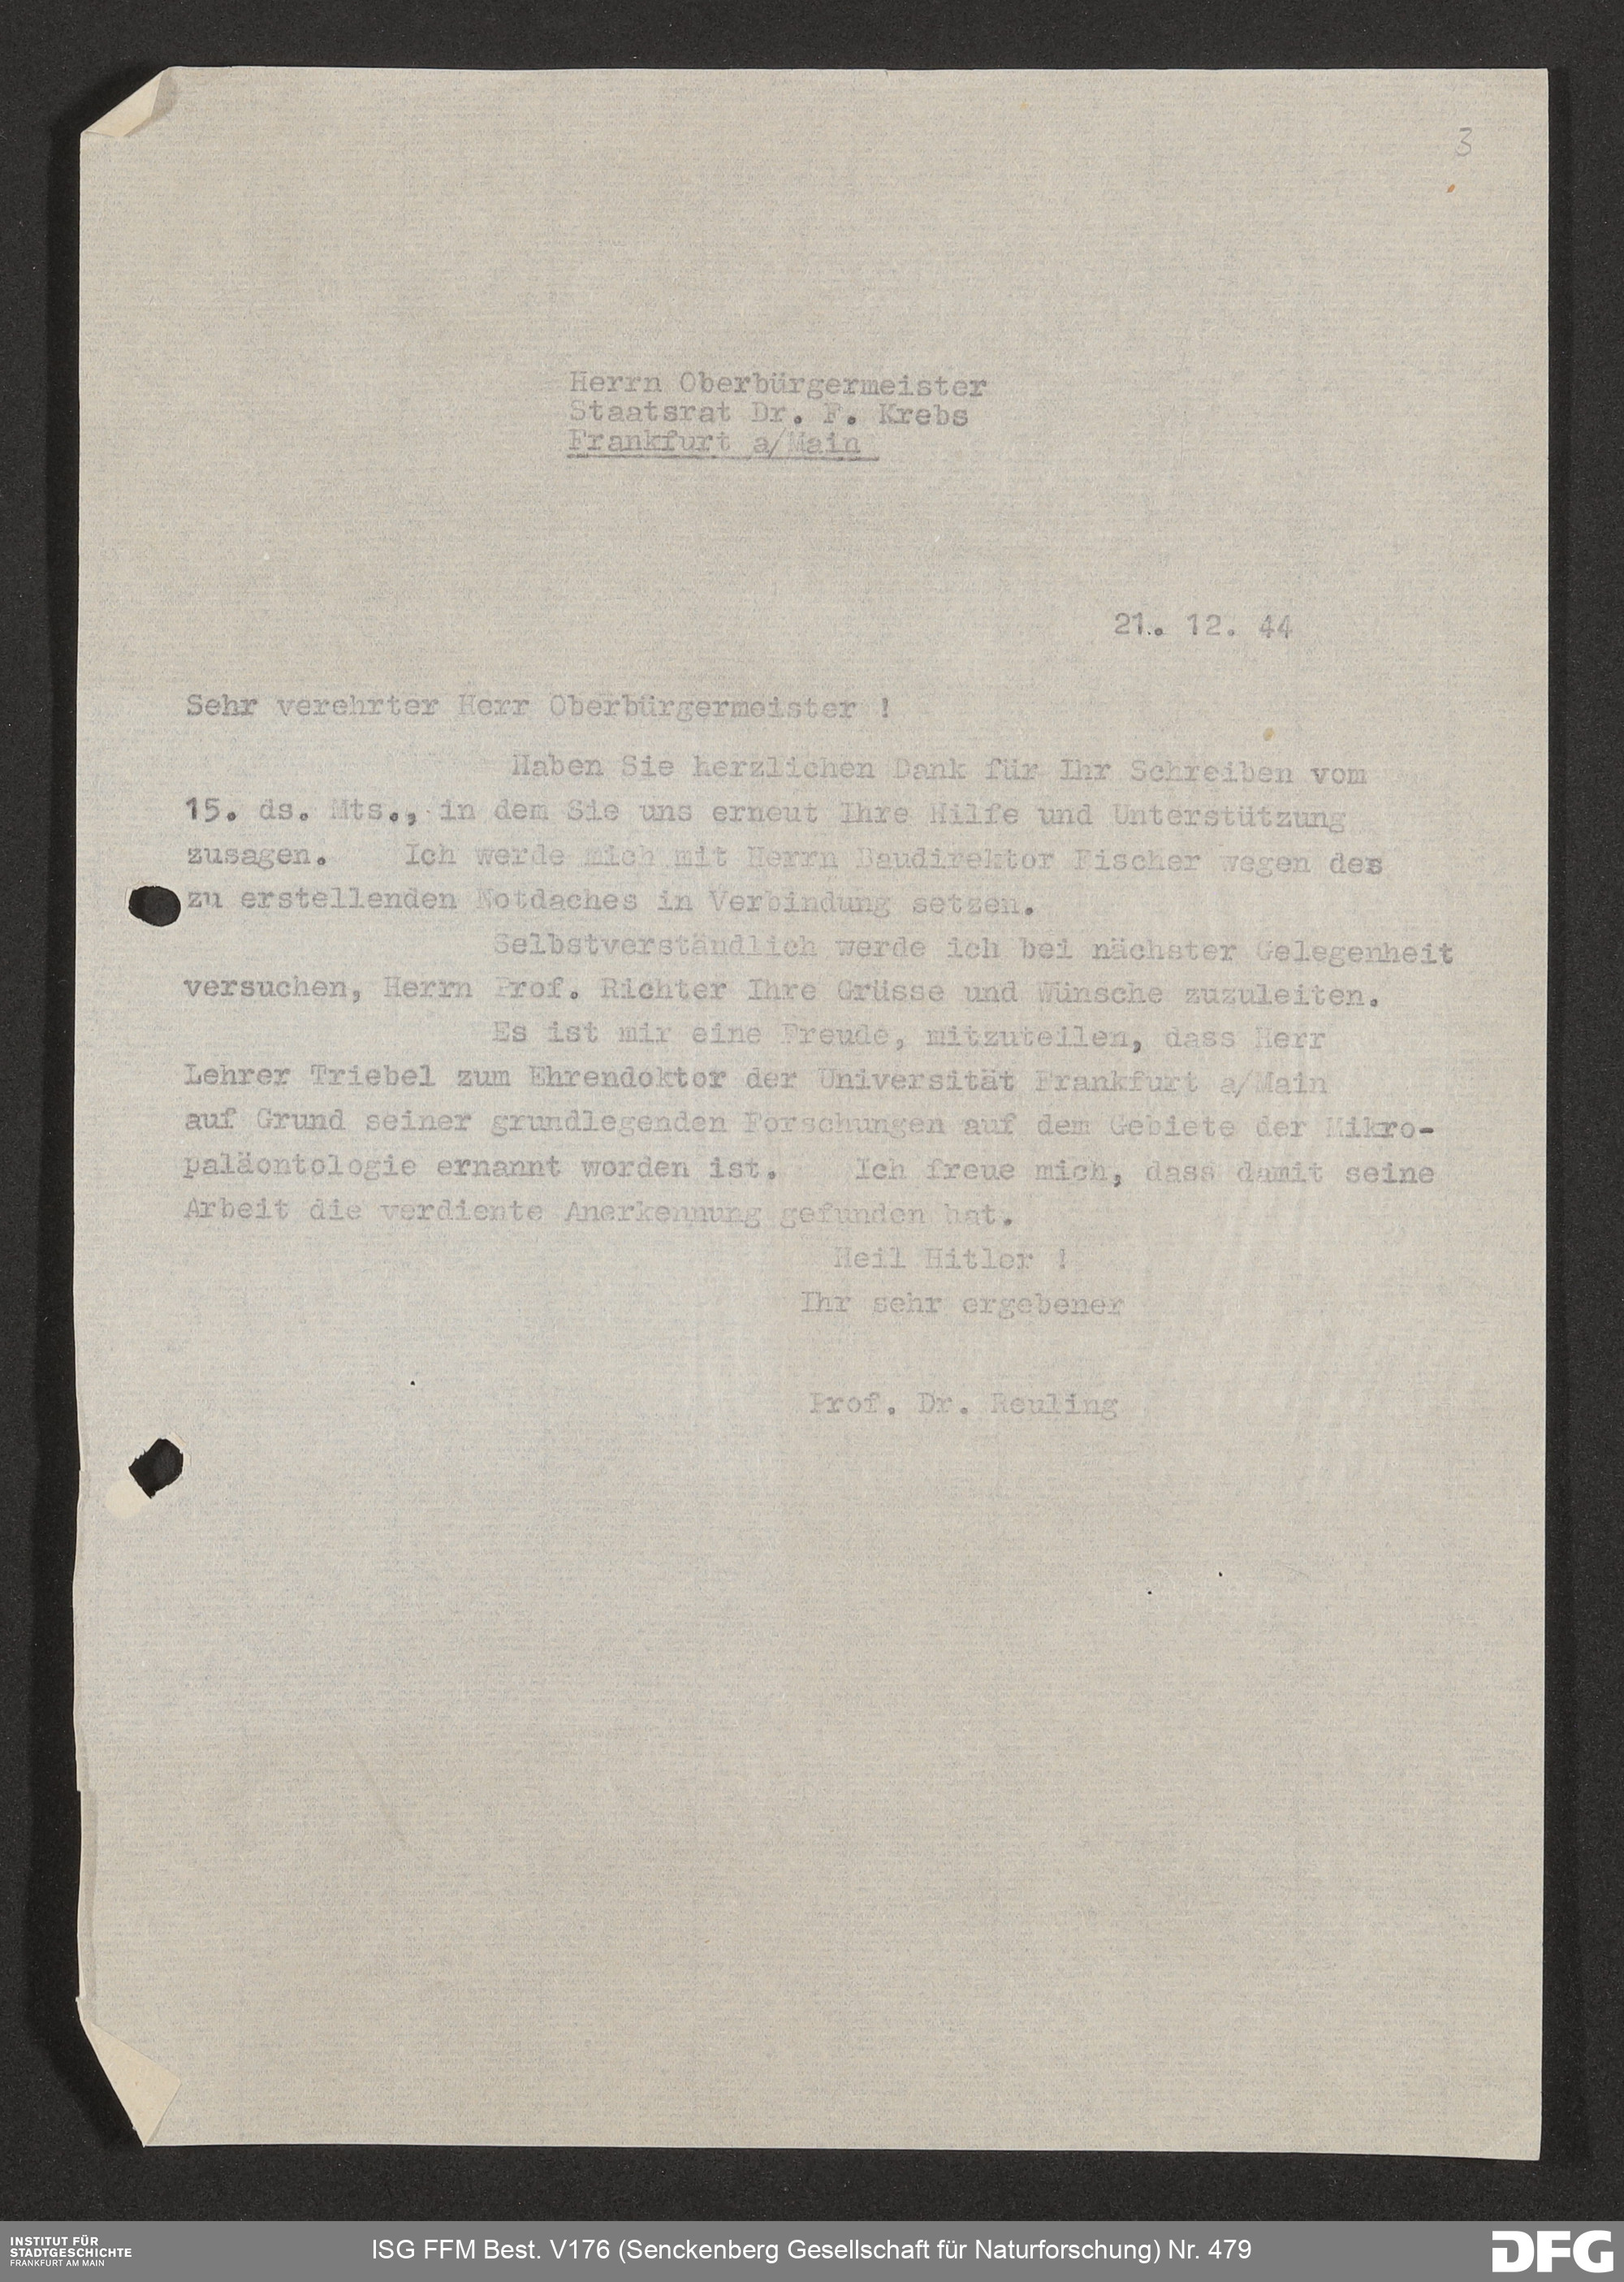 3
Herrn Oberbürgermeister
Staatsrat Dr. F. Krebs
Frankfurt a/Main
21. 12. 44
Sehr verehrter Herr Oberbürgermeister !
Haben Sie herzlichen Dank für Ihr Schreiben vom
15. ds. Mts., in dem Sie uns erneut Ihre Hilfe und Unterstützung
zusagen. Ich werde mich mit Herrn Baudirektor Fischer wegen des
zu erstellenden Notdaches in Verbindung setzen.
Selbstverständlich werde ich bei nächster Gelegenheit
versuchen, Herrn Prof. Richter Ihre Grüsse und Wünsche zuzuleiten.
Es ist mir eine Freude, mitzuteilen, dass Herr
Lehrer Triebel zum Ehrendoktor der Universität Frankfurt a/Main
auf Grund seiner grundlegenden Forschungen auf dem Gebiete der Mikro-
paläontologie ernannt worden ist. Ich freue mich, dass damit seine
Arbeit die verdiente Anerkennung gefunden hat.
Heil Hitler !
Ihr sehr ergebener
Prof. Dr. Reuling
INSTITUT FÜR
STADTGESCHICHTE
FRANKFURT AM MAIN
ISG FFM Best. V176 (Senckenberg Gesellschaft für Naturforschung) Nr. 479
DFG